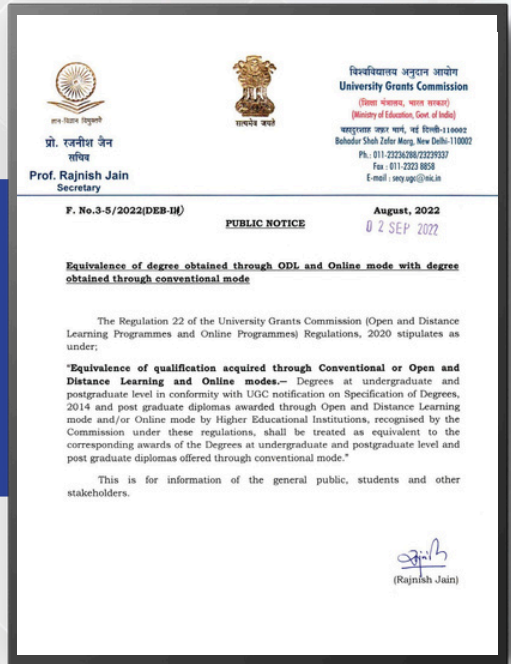 ज्ञान-विज्ञान विमुक्तये
सत्यमेव जयते
प्रो. रजनीश जैन
सचिव
Prof. Rajnish Jain
Secretary
विश्वविद्यालय अनुदान आयोग
University Grants Commission
(शिक्षा मंत्रालय, भारत सरकार)
(Ministry of Education, Govt. of India)
बहादुरशाह ज़फ़र मार्ग, नई दिल्ली-110002
Bahadur Shah Zafar Marg, New Delhi-110002
Ph.: 011-23236288/23239337
Fax : 011-2323 8858
E-mail : secy.ugc@nic.in
F. No.3-5/2022(DEB-III)
August, 2022
PUBLIC NOTICE
02 SEP 2022
Equivalence of degree obtained through ODL and Online mode with degree
obtained through conventional mode
The Regulation 22 of the University Grants Commission (Open and Distance
Learning Programmes and Online Programmes) Regulations, 2020 stipulates as
under;
"Equivalence of qualification acquired through Conventional or Open and
Distance Learning and Online modes.— Degrees at undergraduate and
postgraduate level in conformity with UGC notification on Specification of Degrees,
2014 and post graduate diplomas awarded through Open and Distance Learning
mode and/or Online mode by Higher Educational Institutions, recognised by the
Commission under these regulations, shall be treated as equivalent to the
corresponding awards of the Degrees at undergraduate and postgraduate level and
post graduate diplomas offered through conventional mode."
This is for information of the general public, students and other
stakeholders.
(Rajnish Jain)